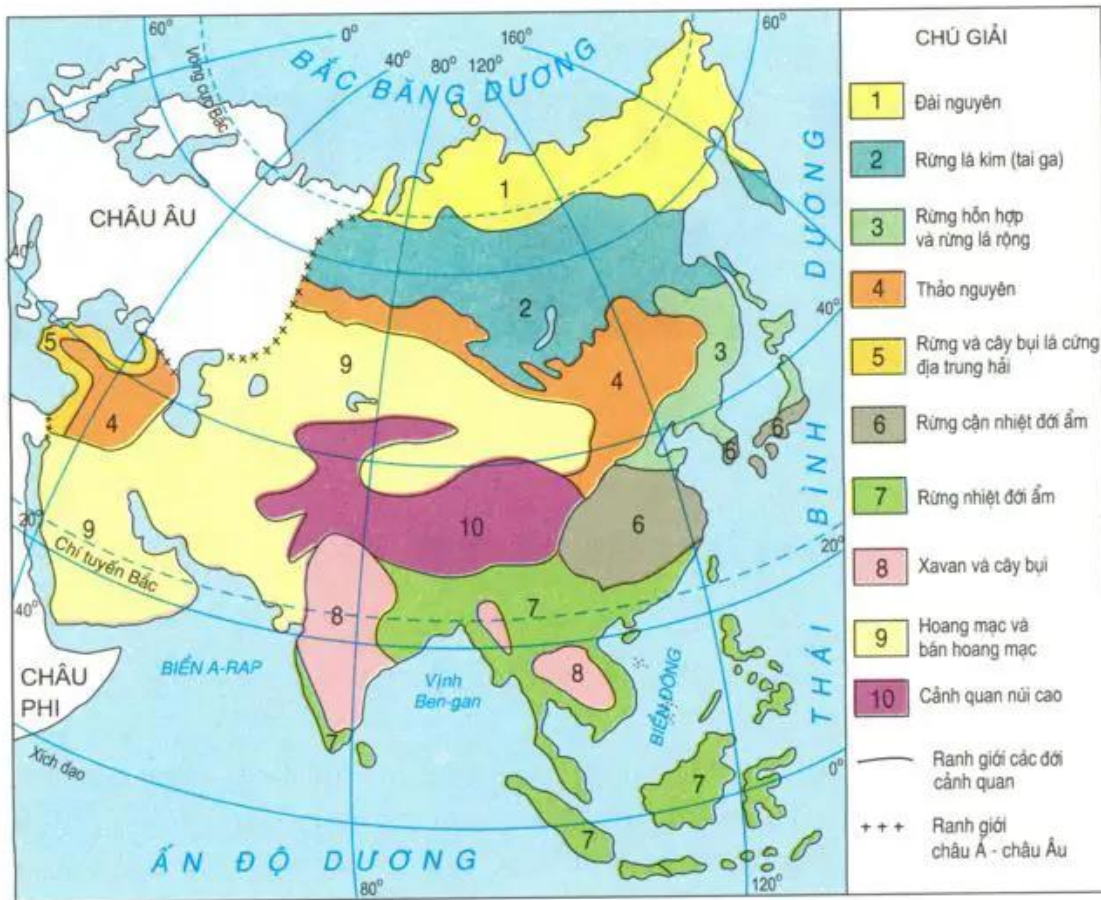 60°
0°
160°
60°
40°
80°
120°
BẮC BĂNG DƯƠNG
Vòng cực Bắc
1
CHÂU ÂU
40°
2
5
4
9
4
3
40°
6
6
10
6
9
20°
Chí tuyến Bắc
20°
8
7
40°
BIỂN A-RAP
Vịnh
Ben-gan
8
BIỂN ĐÔNG
THÁI BÌNH DƯƠNG
CHÂU
PHI
7
Xích đạo
7
0°
7
ẤN ĐỘ DƯƠNG
80°
120°
CHÚ GIẢI
1 Đài nguyên
2 Rừng lá kim (tai ga)
3 Rừng hỗn hợp
và rừng lá rộng
4 Thảo nguyên
5 Rừng và cây bụi lá cứng
địa trung hải
6 Rừng cận nhiệt đới ẩm
7 Rừng nhiệt đới ẩm
8 Xavan và cây bụi
9 Hoang mạc và
bán hoang mạc
10 Cảnh quan núi cao
Ranh giới các đới
cảnh quan
+ + + Ranh giới
châu Á - châu Âu